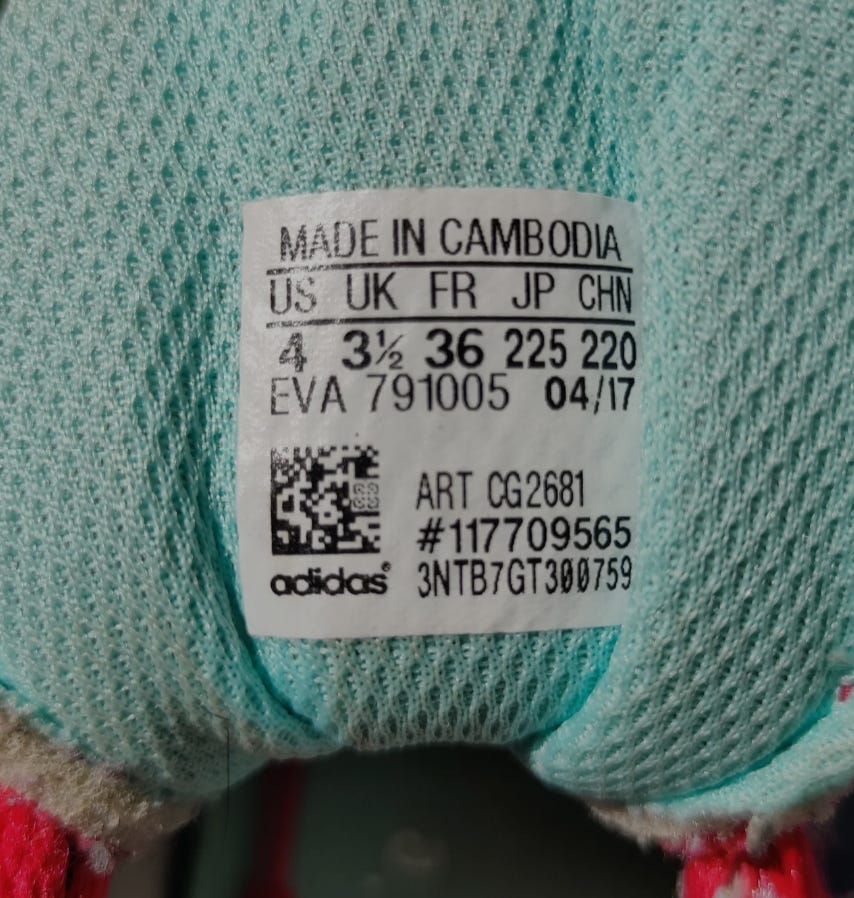 MADE IN CAMBODIA
US UK FR JP CHN
4 3½ 36 225 220
EVA 791005 04/17
ART CG2681
#117709565
adidas® 3NTB7GT300759